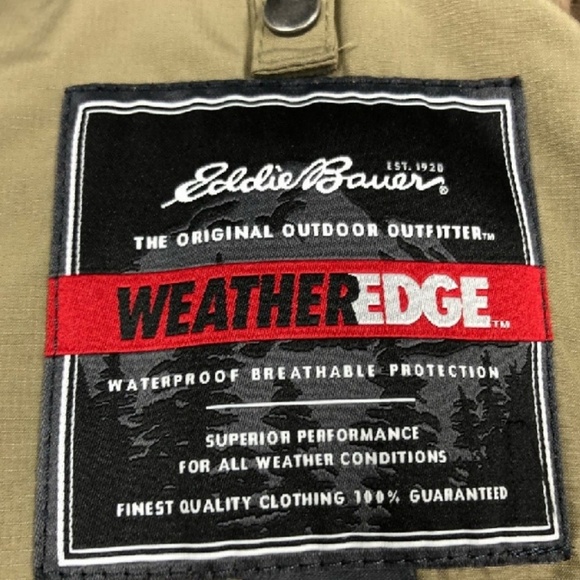 EST. 1920
Eddie Bauer®
THE ORIGINAL OUTDOOR OUTFITTER™
WEATHEREDGE™
WATERPROOF BREATHABLE PROTECTION
SUPERIOR PERFORMANCE
FOR ALL WEATHER CONDITIONS
FINEST QUALITY CLOTHING 100% GUARANTEED